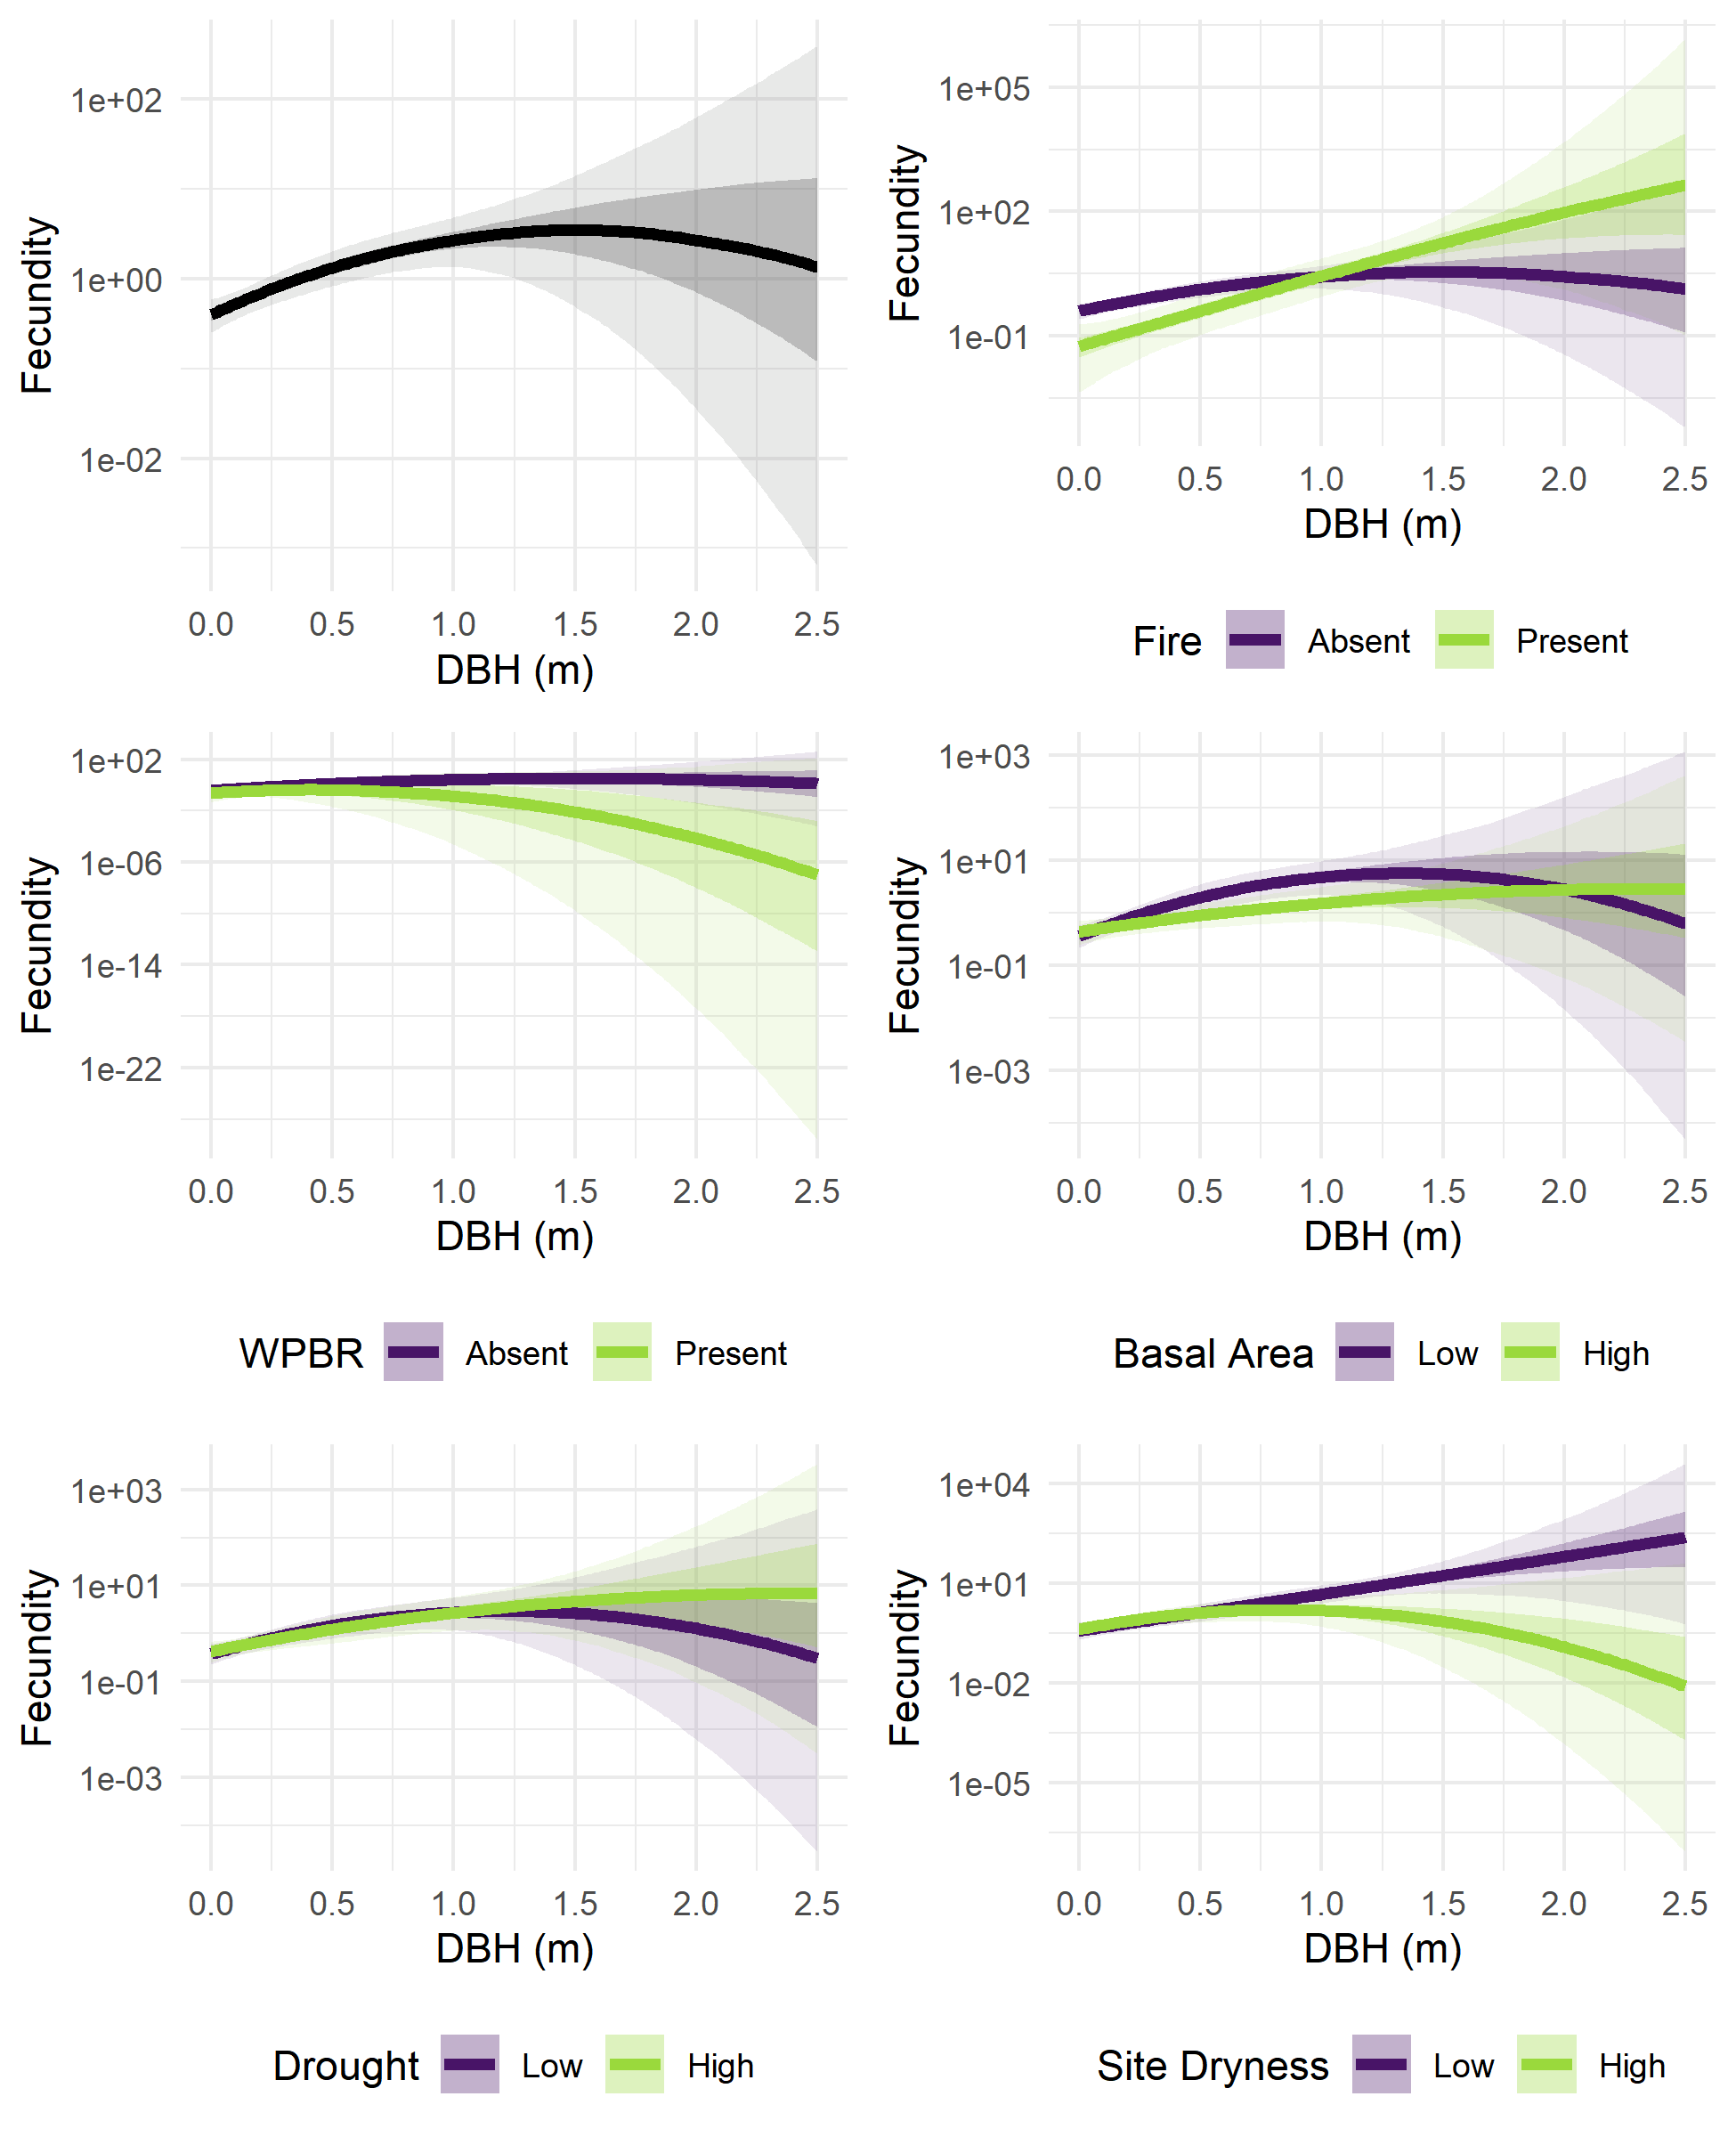 Fecundity
1e+02
1e+00
1e-02
0.0 0.5 1.0 1.5 2.0 2.5
DBH (m)
Fecundity
1e+05
1e+02
1e-01
0.0 0.5 1.0 1.5 2.0 2.5
DBH (m)
Fire Absent Present
Fecundity
1e+02
1e-06
1e-14
1e-22
0.0 0.5 1.0 1.5 2.0 2.5
DBH (m)
WPBR Absent Present
Fecundity
1e+03
1e+01
1e-01
1e-03
0.0 0.5 1.0 1.5 2.0 2.5
DBH (m)
Basal Area Low High
Fecundity
1e+03
1e+01
1e-01
1e-03
0.0 0.5 1.0 1.5 2.0 2.5
DBH (m)
Drought Low High
Fecundity
1e+04
1e+01
1e-02
1e-05
0.0 0.5 1.0 1.5 2.0 2.5
DBH (m)
Site Dryness Low High